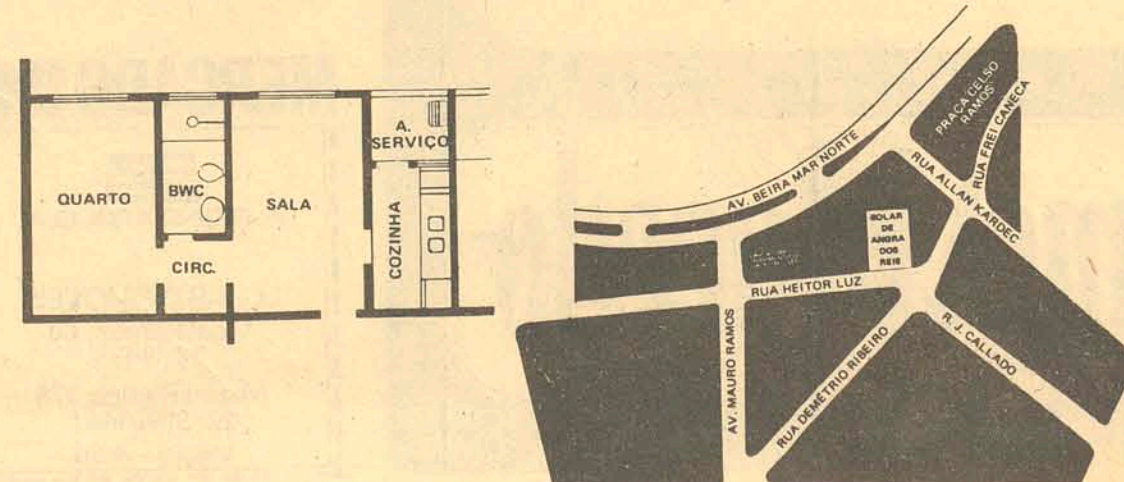 QUARTO
BWC
SALA
A.
SERVIÇO
COZINHA
CIRC.
PRAÇA CELSO
RAMOS
RUA FREI CANECA
RUA ALLAN KARDEC
AV. BEIRA MAR NORTE
SOLAR
DE
ANGRA
DOS
REIS
RUA HEITOR LUZ
AV. MAURO RAMOS
RUA DEMÉTRIO RIBEIRO
R. J. CALLADO